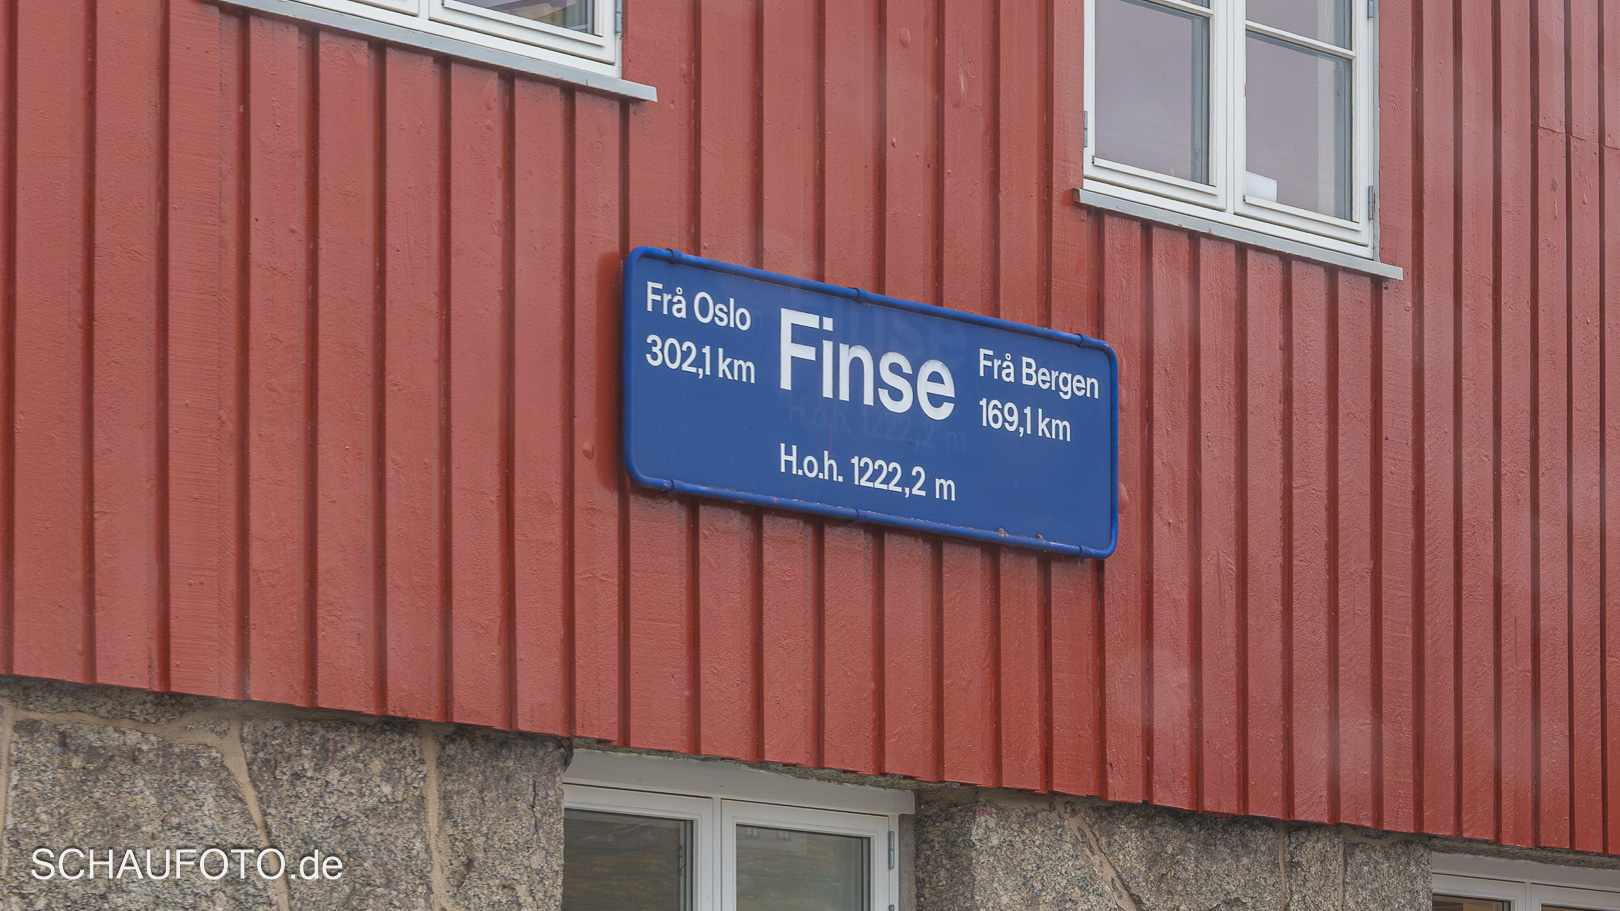 Frå Oslo
302,1 km
Finse
Frå Bergen
169,1 km
H.o.h. 1222,2 m
SCHAUFOTO.de